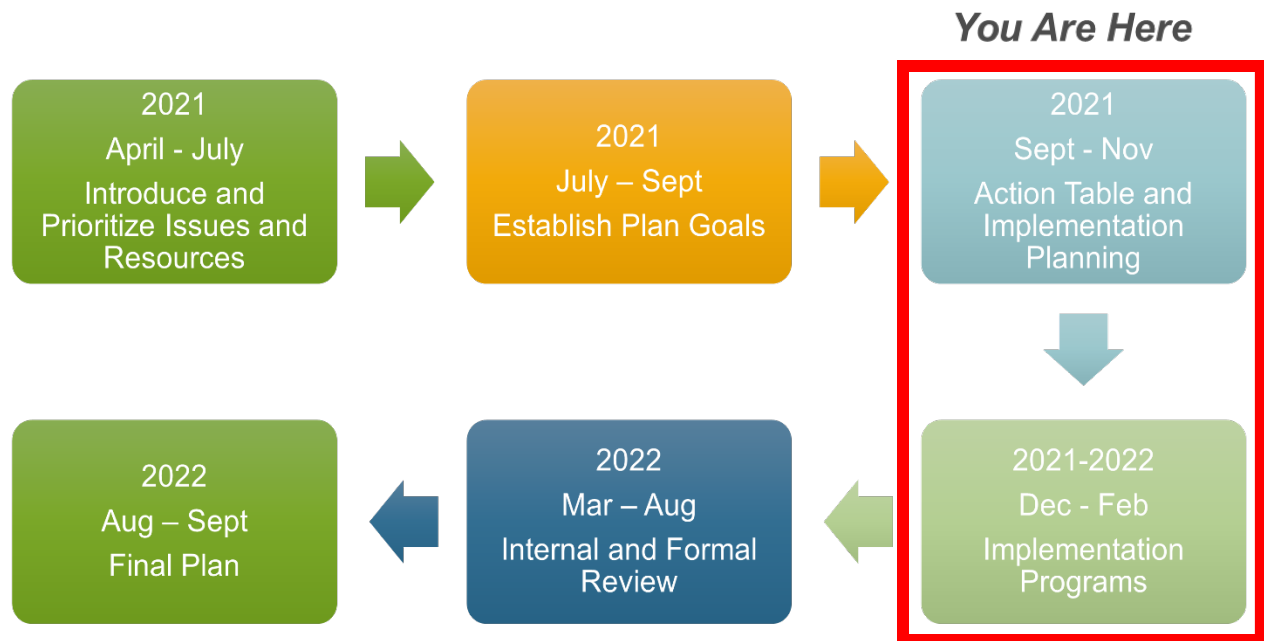 You Are Here
2021
April - July
Introduce and
Prioritize Issues and
Resources
2021
July – Sept
Establish Plan Goals
2021
Sept - Nov
Action Table and
Implementation
Planning
2021-2022
Dec - Feb
Implementation
Programs
2022
Mar – Aug
Internal and Formal
Review
2022
Aug – Sept
Final Plan